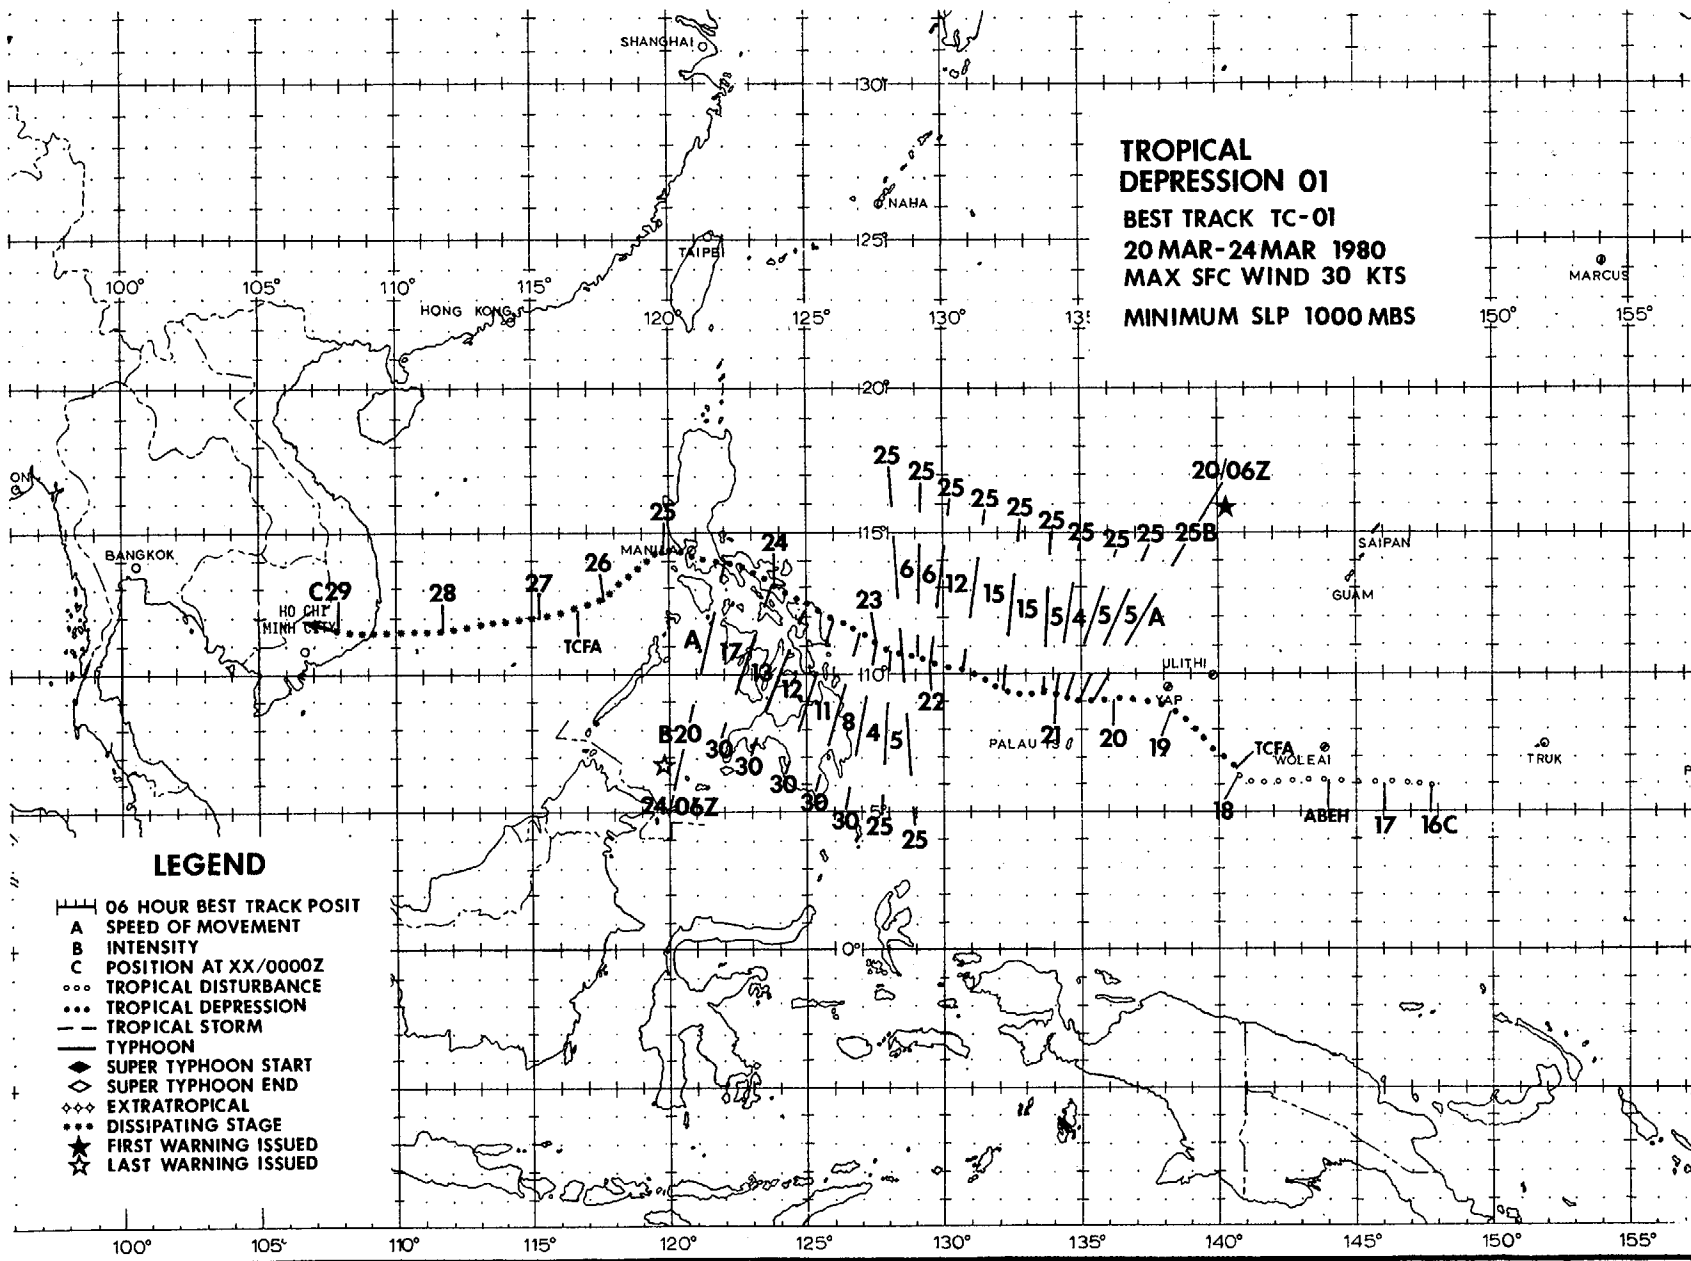 SHANGHAI
30°
TROPICAL
DEPRESSION 01
BEST TRACK TC-01
20 MAR-24 MAR 1980
MAX SFC WIND 30 KTS
MINIMUM SLP 1000 MBS
NAHA
25°
TAIPEI
MARCUS
100° 105° 110° 115° 120° 125° 130° 135 150° 155°
HONG KONG
20°
25 25 25 25 25 25 25 25 25 25B
20/06Z
15°
SAIPAN
GUAM
BANGKOK
MANILA
25 24 26 27 28 C29
HO CHI
MINH CITY
TCFA
6 6 12 15 15 5 4 5 5 A
23
A 17 13 12 11 8 4 5
10°
22
ULITHI
YAP
21 20 19
PALAU IS
TCFA
WOLEAI
TRUK
B20 30 30 30 30 30 25 25
24/06Z
5°
18 ABEH 17 16C
LEGEND
06 HOUR BEST TRACK POSIT
A SPEED OF MOVEMENT
B INTENSITY
C POSITION AT XX/0000Z
TROPICAL DISTURBANCE
TROPICAL DEPRESSION
TROPICAL STORM
TYPHOON
SUPER TYPHOON START
SUPER TYPHOON END
EXTRATROPICAL
DISSIPATING STAGE
FIRST WARNING ISSUED
LAST WARNING ISSUED
0°
100° 105° 110° 115° 120° 125° 130° 135° 140° 145° 150° 155°